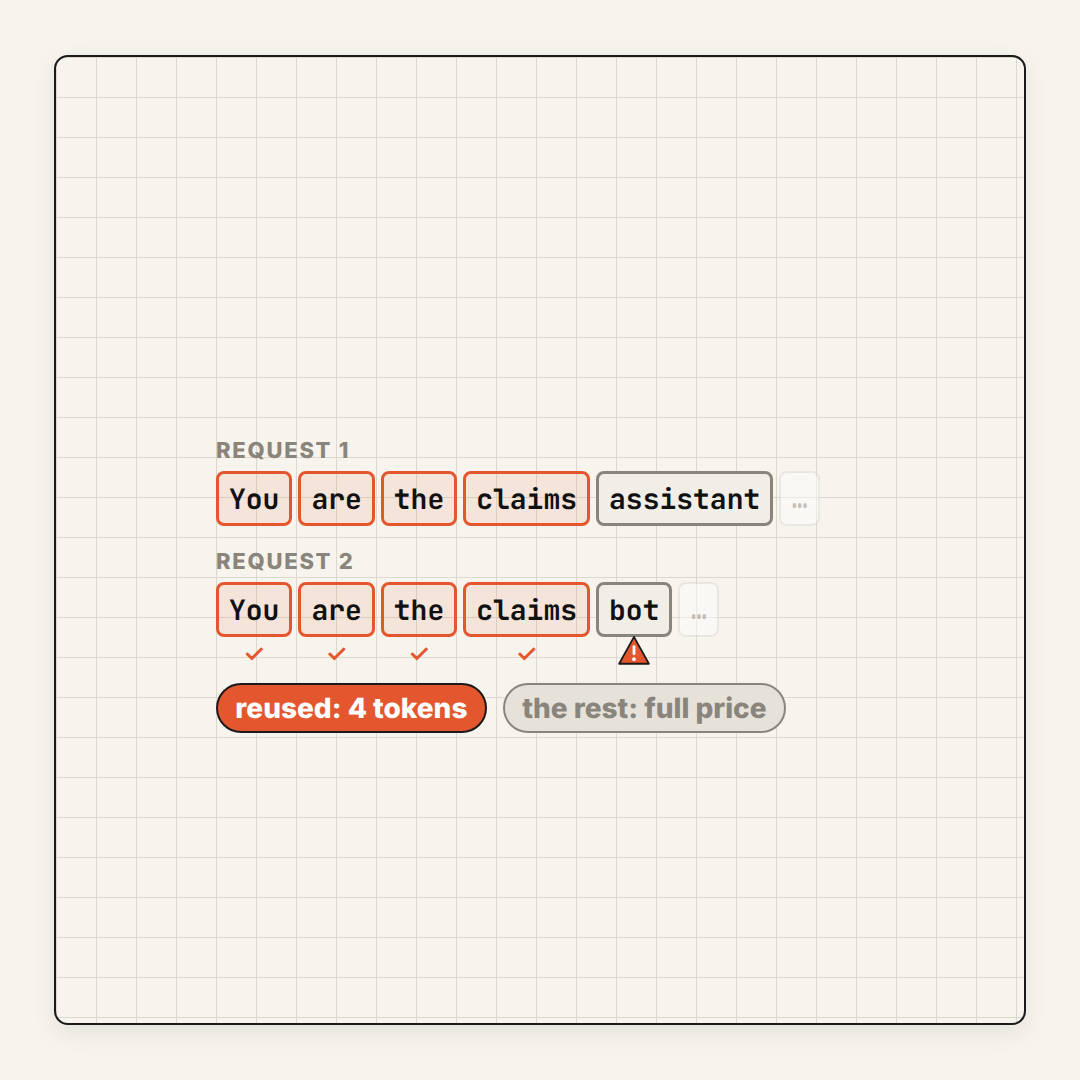 REQUEST 1
You are the claims assistant …
REQUEST 2
You are the claims bot …
reused: 4 tokens the rest: full price